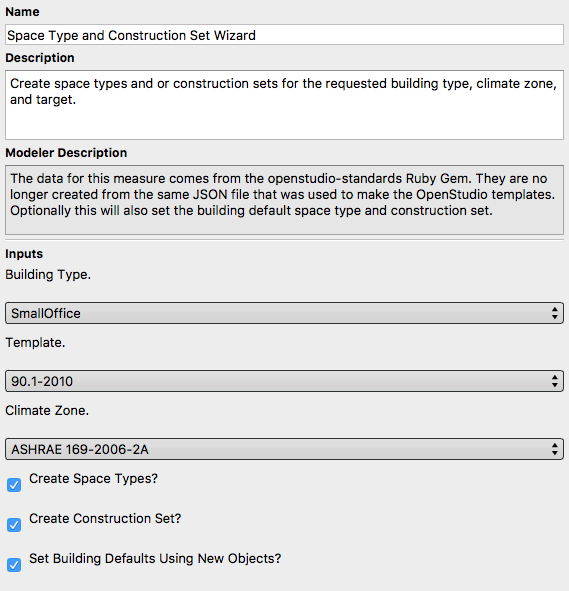 Name
Space Type and Construction Set Wizard
Description
Create space types and or construction sets for the requested building type, climate zone,
and target.
Modeler Description
The data for this measure comes from the openstudio-standards Ruby Gem. They are no
longer created from the same JSON file that was used to make the OpenStudio templates.
Optionally this will also set the building default space type and construction set.
Inputs
Building Type.
SmallOffice
Template.
90.1-2010
Climate Zone.
ASHRAE 169-2006-2A
Create Space Types?
Create Construction Set?
Set Building Defaults Using New Objects?